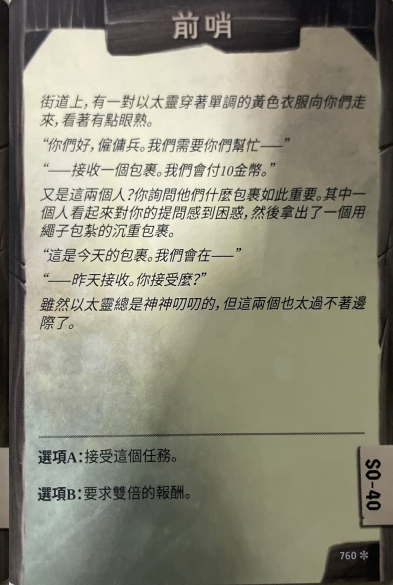 前哨
街道上，有一對以太靈穿著單調的黃色衣服向你們走
來，看著有點眼熟。
“你們好，僱傭兵。我們需要你們幫忙——”
“——接收一個包裹。我們會付10金幣。”
又是這兩個人？你詢問他們什麼包裹如此重要。其中一
個人看起來對你的提問感到困惑，然後拿出了一個用
繩子包紮的沉重包裹。
“這是今天的包裹。我們會在——”
“——昨天接收。你接受麼？”
雖然以太靈總是神神叨叨的，但這兩個也太過不著邊
際了。
選項A：接受這個任務。
選項B：要求雙倍的報酬。
SO-40
760